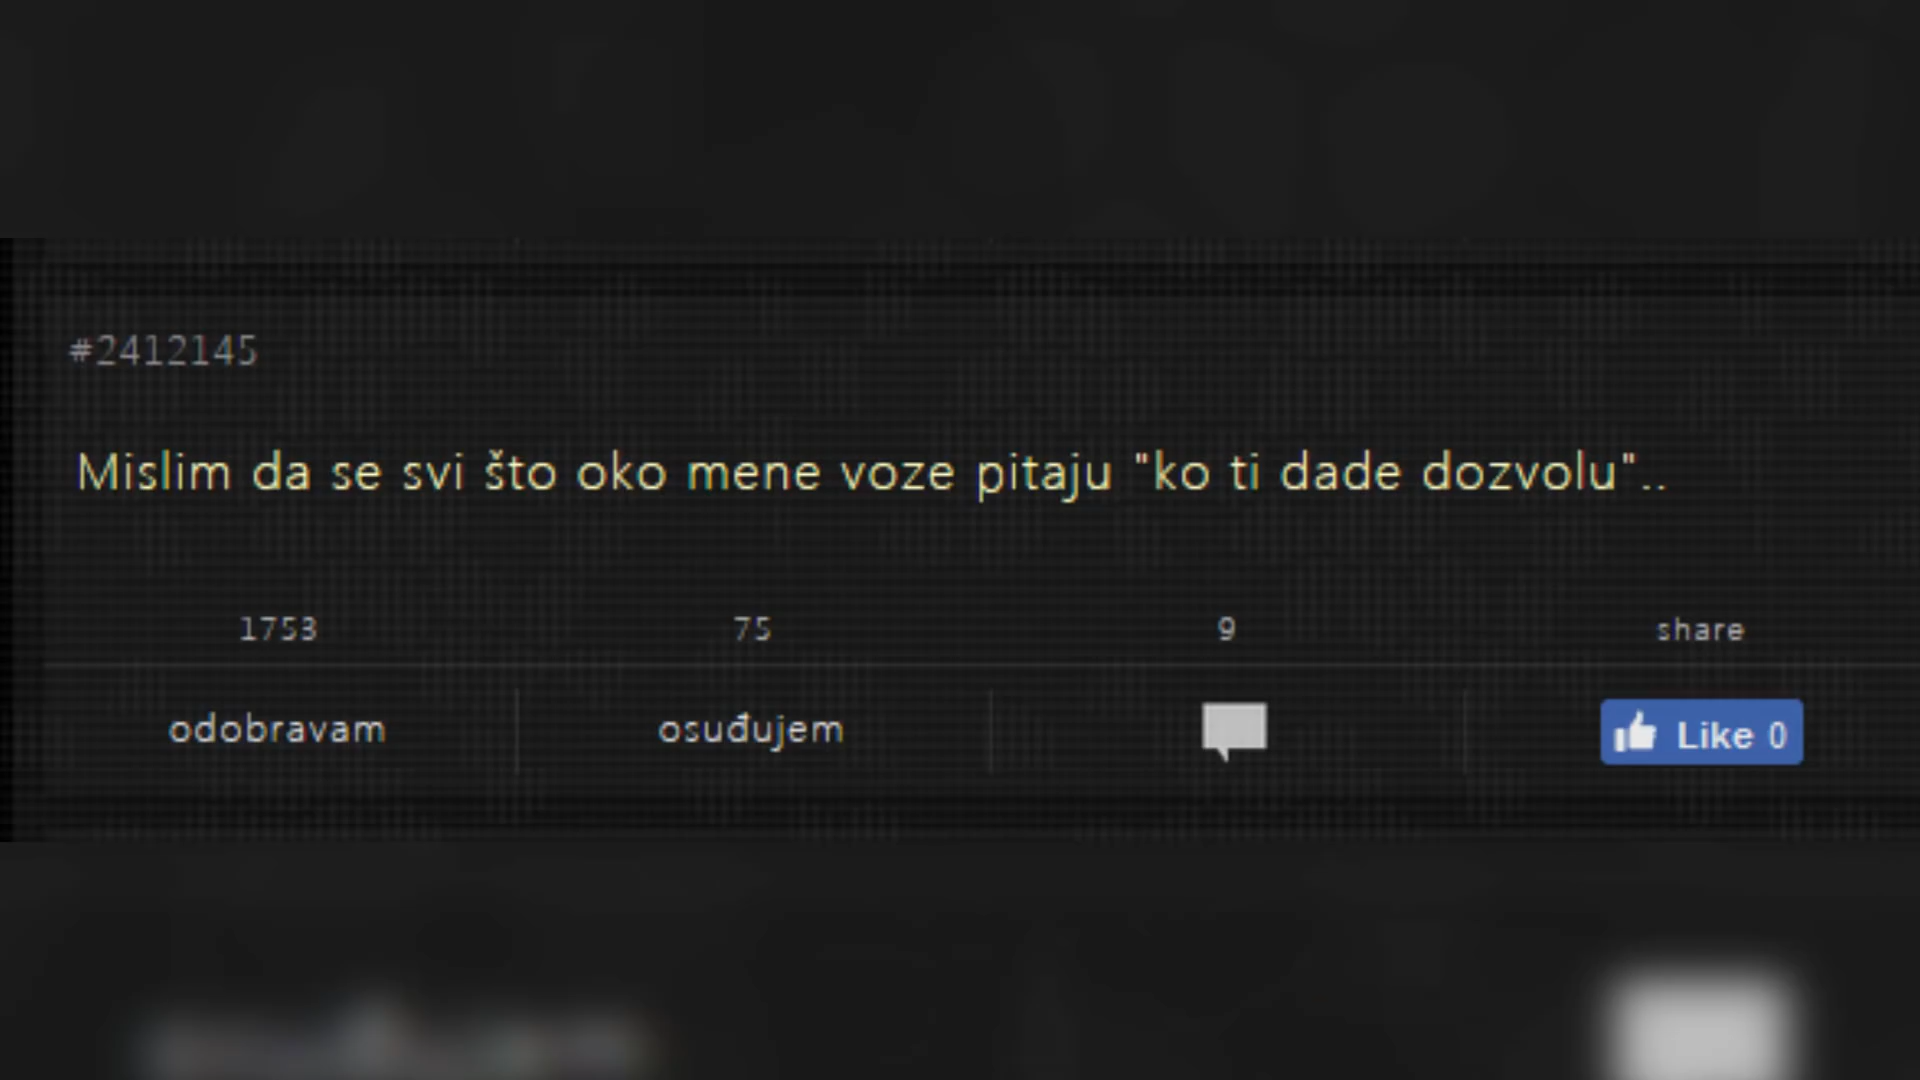 #2412145
Mislim da se svi što oko mene voze pitaju "ko ti dade dozvolu"..
1753 75 9 share
odobravam osuđujem Like 0